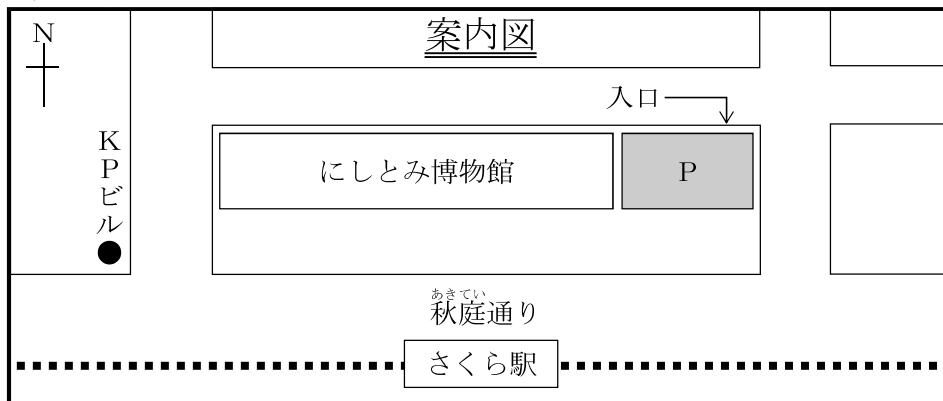 案内図
N
入口
KPビル
にしとみ博物館
P
あきてい
秋庭通り
さくら駅